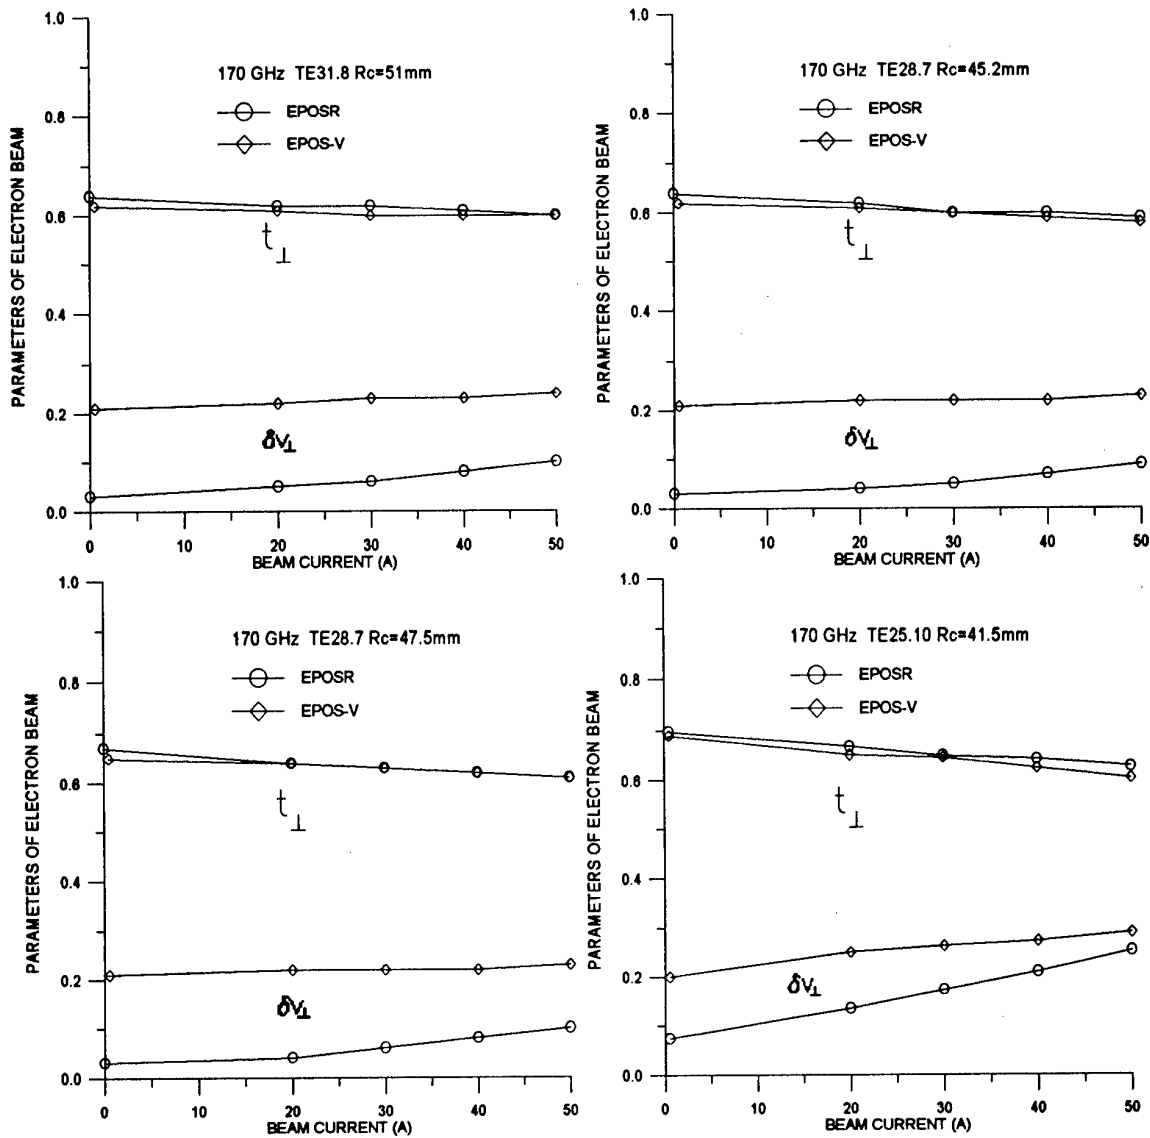 1.0
0.8
0.6
0.4
0.2
0.0
PARAMETERS OF ELECTRON BEAM
170 GHz TE31.8 Rc=51mm
EPOSR
EPOS-V
t⊥
δV⊥
0 10 20 30 40 50
BEAM CURRENT (A)
1.0
0.8
0.6
0.4
0.2
0.0
PARAMETERS OF ELECTRON BEAM
170 GHz TE28.7 Rc=45.2mm
EPOSR
EPOS-V
t⊥
δV⊥
0 10 20 30 40 50
BEAM CURRENT (A)
1.0
0.8
0.6
0.4
0.2
0.0
PARAMETERS OF ELECTRON BEAM
170 GHz TE28.7 Rc=47.5mm
EPOSR
EPOS-V
t⊥
δV⊥
0 10 20 30 40 50
BEAM CURRENT (A)
1.0
0.8
0.6
0.4
0.2
0.0
PARAMETERS OF ELECTRON BEAM
170 GHz TE25.10 Rc=41.5mm
EPOSR
EPOS-V
t⊥
δV⊥
0 10 20 30 40 50
BEAM CURRENT (A)